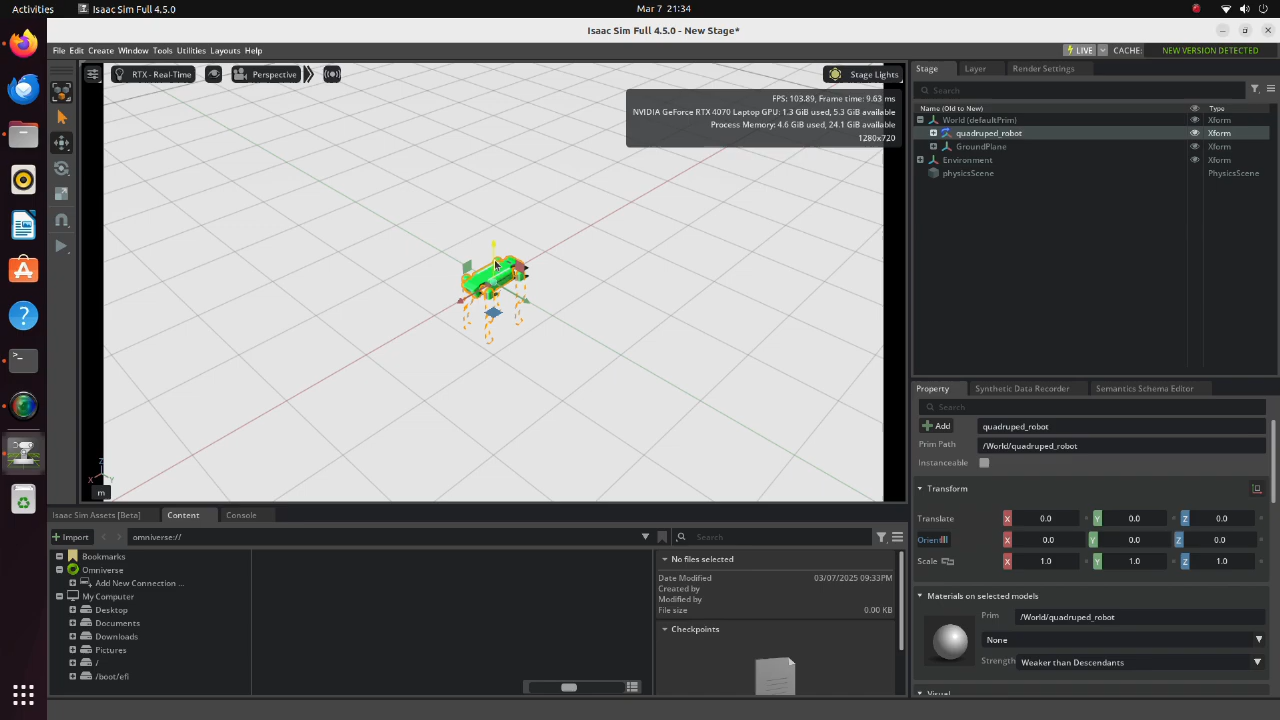 Activities
Isaac Sim Full 4.5.0
Mar 7 21:34
Isaac Sim Full 4.5.0 - New Stage*
File Edit Create Window Tools Utilities Layouts Help
LIVE
CACHE:
NEW VERSION DETECTED
RTX - Real-Time
Perspective
Stage Lights
FPS: 103.89, Frame time: 9.63 ms
NVIDIA GeForce RTX 4070 Laptop GPU: 1.3 GiB used, 5.3 GiB available
Process Memory: 4.6 GiB used, 24.1 GiB available
1280x720
Z
X
Y
m
Stage
Layer
Render Settings
Search
Name (Old to New)
Type
World (defaultPrim)
Xform
quadruped_robot
Xform
GroundPlane
Xform
Environment
Xform
physicsScene
PhysicsScene
Property
Synthetic Data Recorder
Semantics Schema Editor
Search
Add
quadruped_robot
Prim Path
/World/quadruped_robot
Instanceable
Transform
Translate X 0.0 Y 0.0 Z 0.0
Orient X 0.0 Y 0.0 Z 0.0
Scale X 1.0 Y 1.0 Z 1.0
Materials on selected models
Prim
/World/quadruped_robot
None
Strength
Weaker than Descendants
Visual
Isaac Sim Assets [Beta]
Content
Console
Import
omniverse://
Search
Bookmarks
Omniverse
Add New Connection ...
My Computer
Desktop
Documents
Downloads
Pictures
/
/boot/efi
No files selected
Date Modified
03/07/2025 09:33PM
Created by
Modified by
File size
0.00 KB
Checkpoints